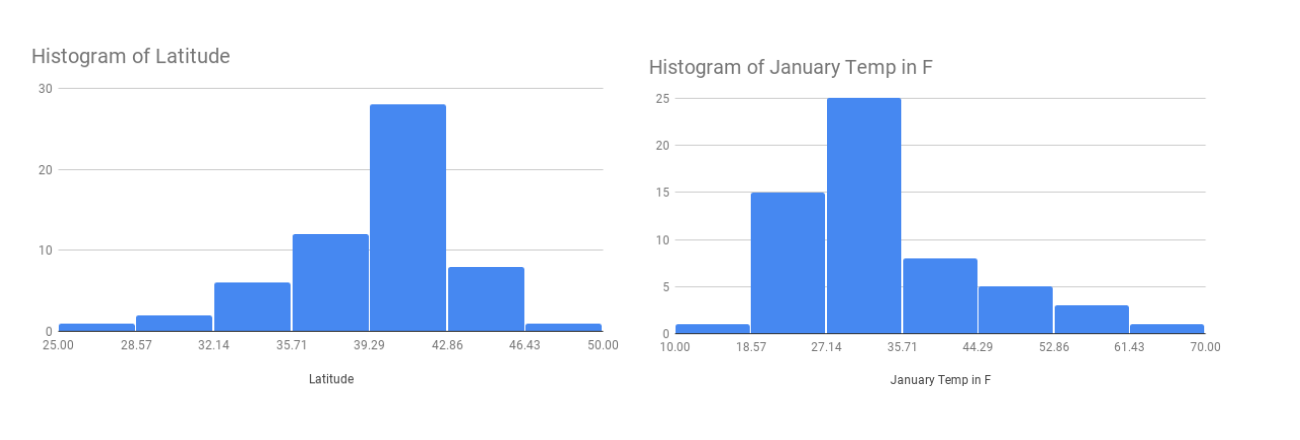 Histogram of Latitude
30
20
10
0
25.00 28.57 32.14 35.71 39.29 42.86 46.43 50.00
Latitude
Histogram of January Temp in F
25
20
15
10
5
0
10.00 18.57 27.14 35.71 44.29 52.86 61.43 70.00
January Temp in F